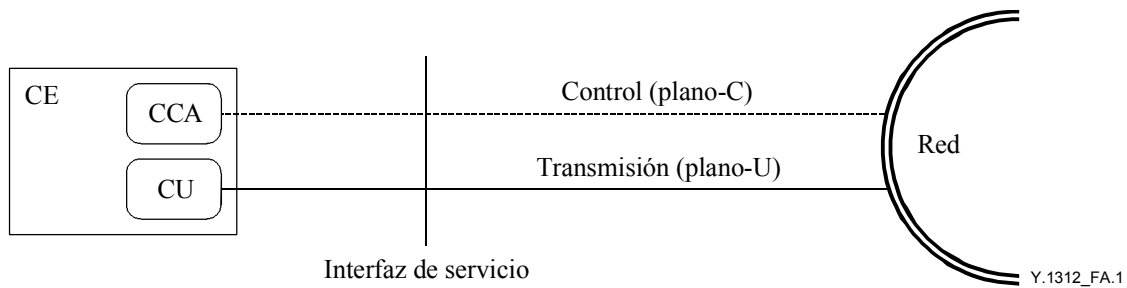 CE
CCA
Control (plano-C)
Red
CU
Transmisión (plano-U)
Interfaz de servicio
Y.1312_FA.1